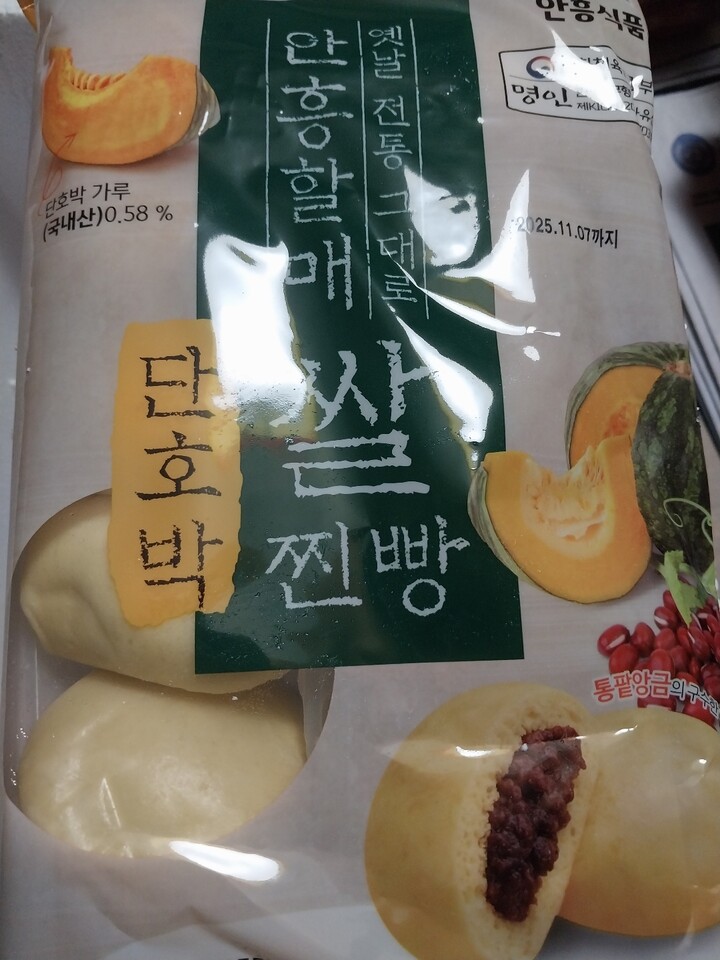 안흥식품
명인
옛날 전통 그대로
안흥할매
단호박 가루
(국내산)0.58 %
2025.11.07까지
단호박
쌀
찐빵
통팥앙금의